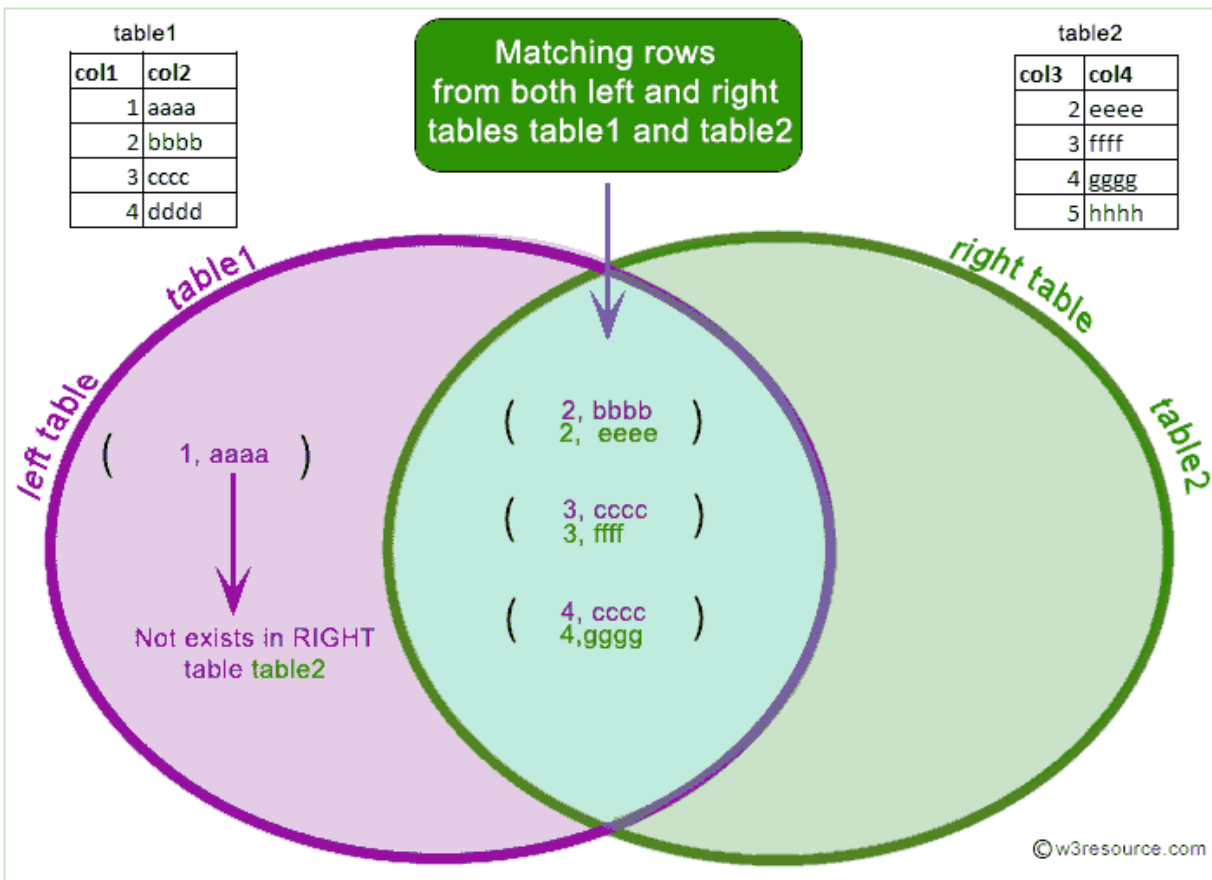 table1
col1 col2
1 aaaa
2 bbbb
3 cccc
4 dddd
Matching rows
from both left and right
tables table1 and table2
table2
col3 col4
2 eeee
3 ffff
4 gggg
5 hhhh
left table
table1
right table
table2
( 1, aaaa )
Not exists in RIGHT
table table2
( 2, bbbb
2, eeee )
( 3, cccc
3, ffff )
( 4, cccc
4,gggg )
©w3resource.com